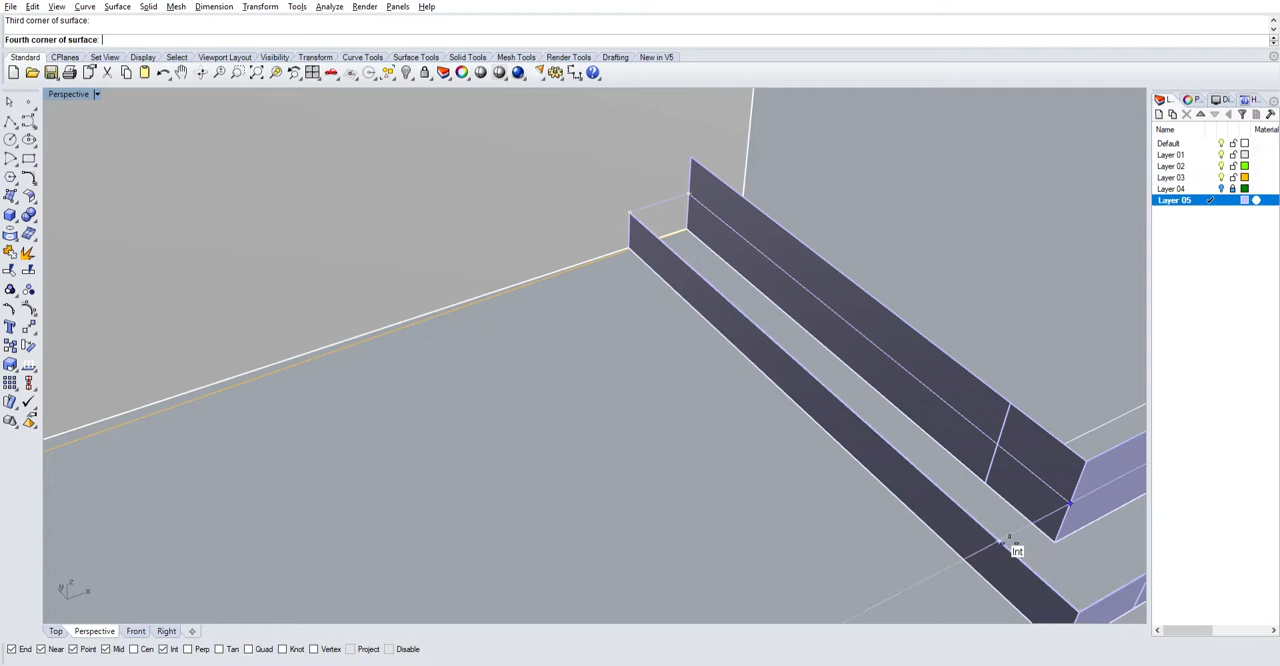 File Edit View Curve Surface Solid Mesh Dimension Transform Tools Analyze Render Panels Help
Third corner of surface:
Fourth corner of surface:
Standard CPlanes Set View Display Select Viewport Layout Visibility Transform Curve Tools Surface Tools Solid Tools Mesh Tools Render Tools Drafting New in V5
Perspective
L... P... Di... H...
Name Material
Default
Layer 01
Layer 02
Layer 03
Layer 04
Layer 05
Int
z
y
x
Top Perspective Front Right
End Near Point Mid Cen Int Perp Tan Quad Knot Vertex Project Disable